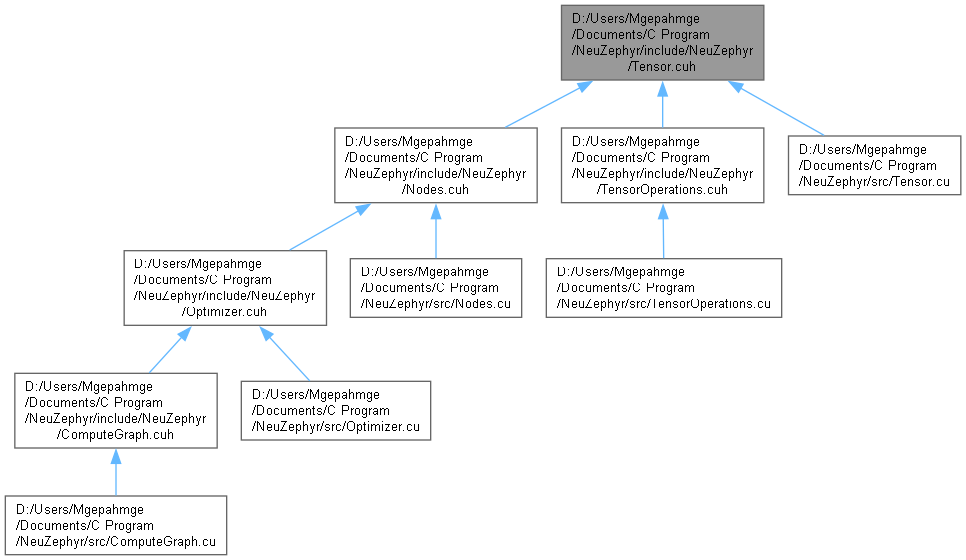 D:/Users/Mgepahmge
/Documents/C Program
/NeuZephyr/include/NeuZephyr
/Tensor.cuh
D:/Users/Mgepahmge
/Documents/C Program
/NeuZephyr/include/NeuZephyr
/Nodes.cuh
D:/Users/Mgepahmge
/Documents/C Program
/NeuZephyr/include/NeuZephyr
/TensorOperations.cuh
D:/Users/Mgepahmge
/Documents/C Program
/NeuZephyr/src/Tensor.cu
D:/Users/Mgepahmge
/Documents/C Program
/NeuZephyr/include/NeuZephyr
/Optimizer.cuh
D:/Users/Mgepahmge
/Documents/C Program
/NeuZephyr/src/Nodes.cu
D:/Users/Mgepahmge
/Documents/C Program
/NeuZephyr/src/TensorOperations.cu
D:/Users/Mgepahmge
/Documents/C Program
/NeuZephyr/include/NeuZephyr
/ComputeGraph.cuh
D:/Users/Mgepahmge
/Documents/C Program
/NeuZephyr/src/Optimizer.cu
D:/Users/Mgepahmge
/Documents/C Program
/NeuZephyr/src/ComputeGraph.cu